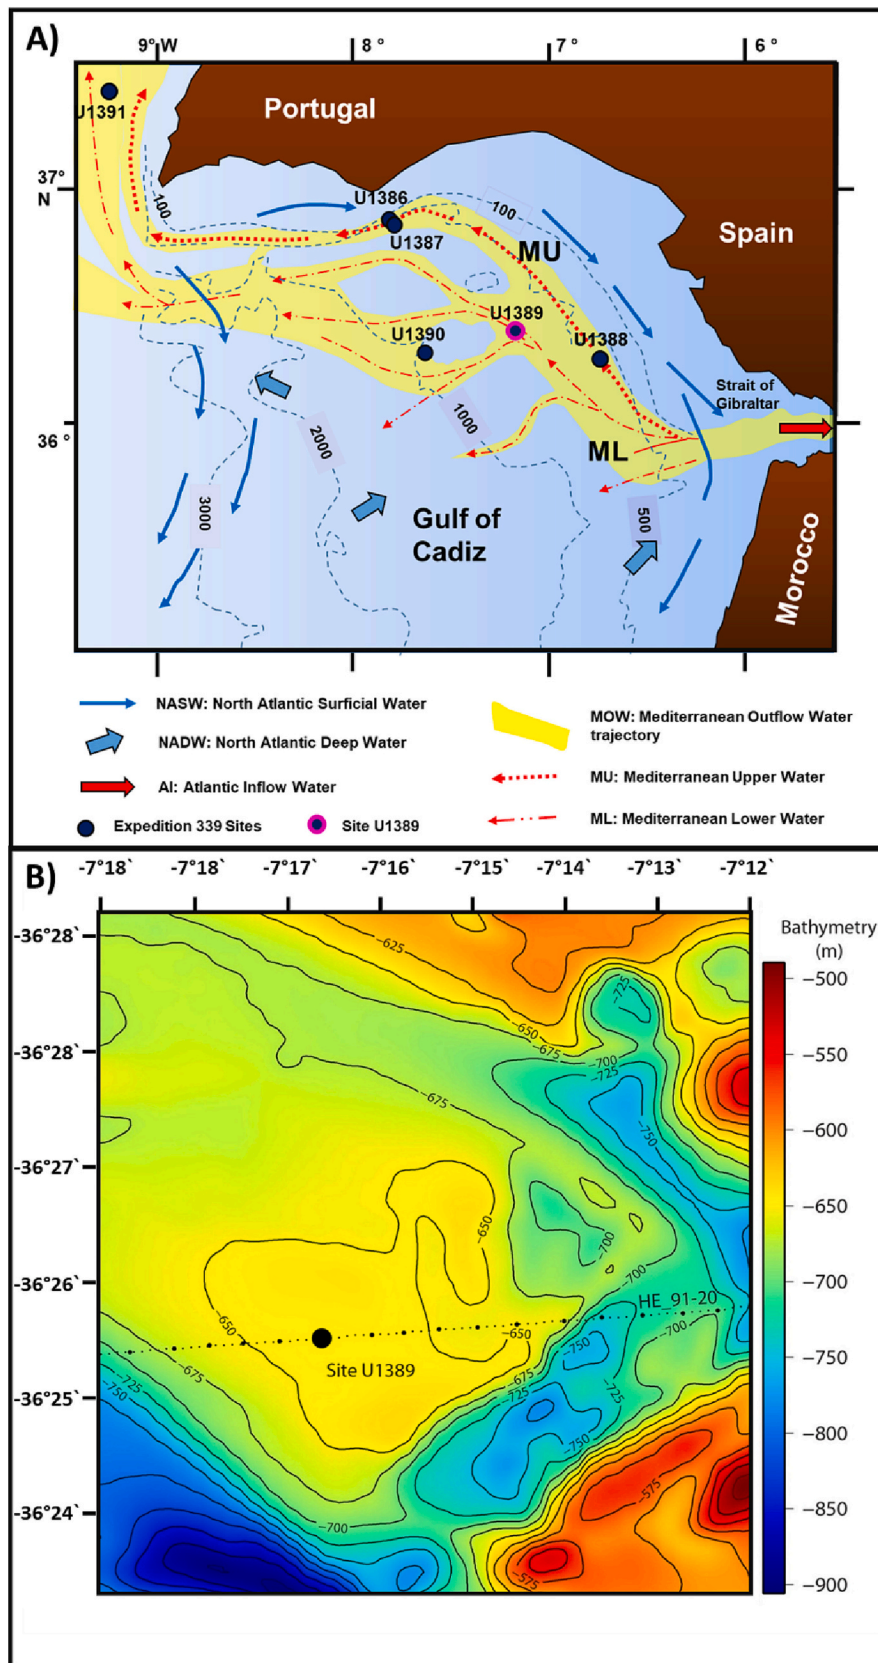 A)
9°W
8 °
7 °
6 °
U1391
Portugal
37°
N
100
U1386
100
U1387
MU
Spain
U1389
U1390
U1388
Strait of
Gibraltar
36 °
1000
2000
ML
3000
500
Gulf of
Cadiz
Morocco
NASW: North Atlantic Surficial Water
NADW: North Atlantic Deep Water
AI: Atlantic Inflow Water
Expedition 339 Sites
Site U1389
MOW: Mediterranean Outflow Water
trajectory
MU: Mediterranean Upper Water
ML: Mediterranean Lower Water
B)
-7°18`
-7°17`
-7°16`
-7°15`
-7°14`
-7°13`
-7°12`
-36°28`
-36°28`
-36°27`
-36°26`
-36°25`
-36°24`
Bathymetry
(m)
−500
−550
−600
−650
−700
−750
−800
−850
−900
−625
−725
−650
−675
−700
−725
−675
−750
−650
−700
−700
HE_91-20
−650
−650
−700
−750
Site U1389
−675
−675
−725
−725
−725
−750
−750
−575
−700
−575